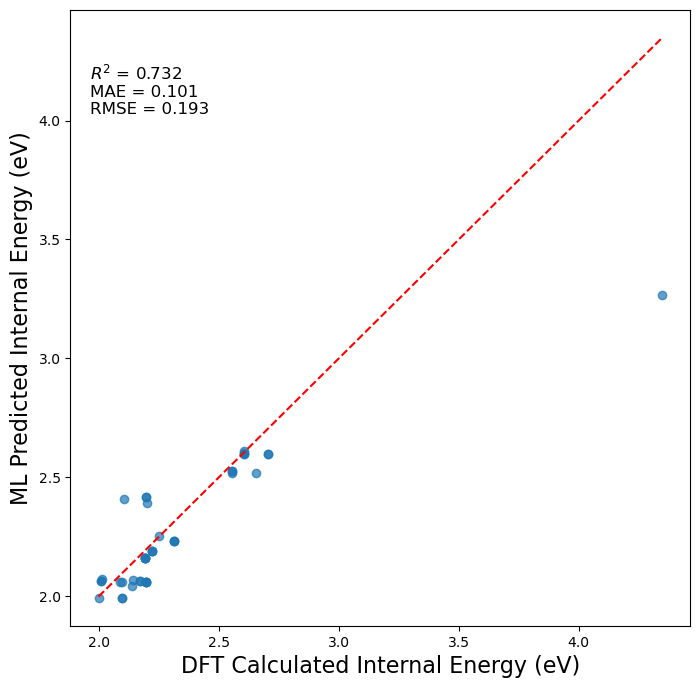 R² = 0.732
MAE = 0.101
RMSE = 0.193
ML Predicted Internal Energy (eV)
4.0
3.5
3.0
2.5
2.0
2.0 2.5 3.0 3.5 4.0
DFT Calculated Internal Energy (eV)